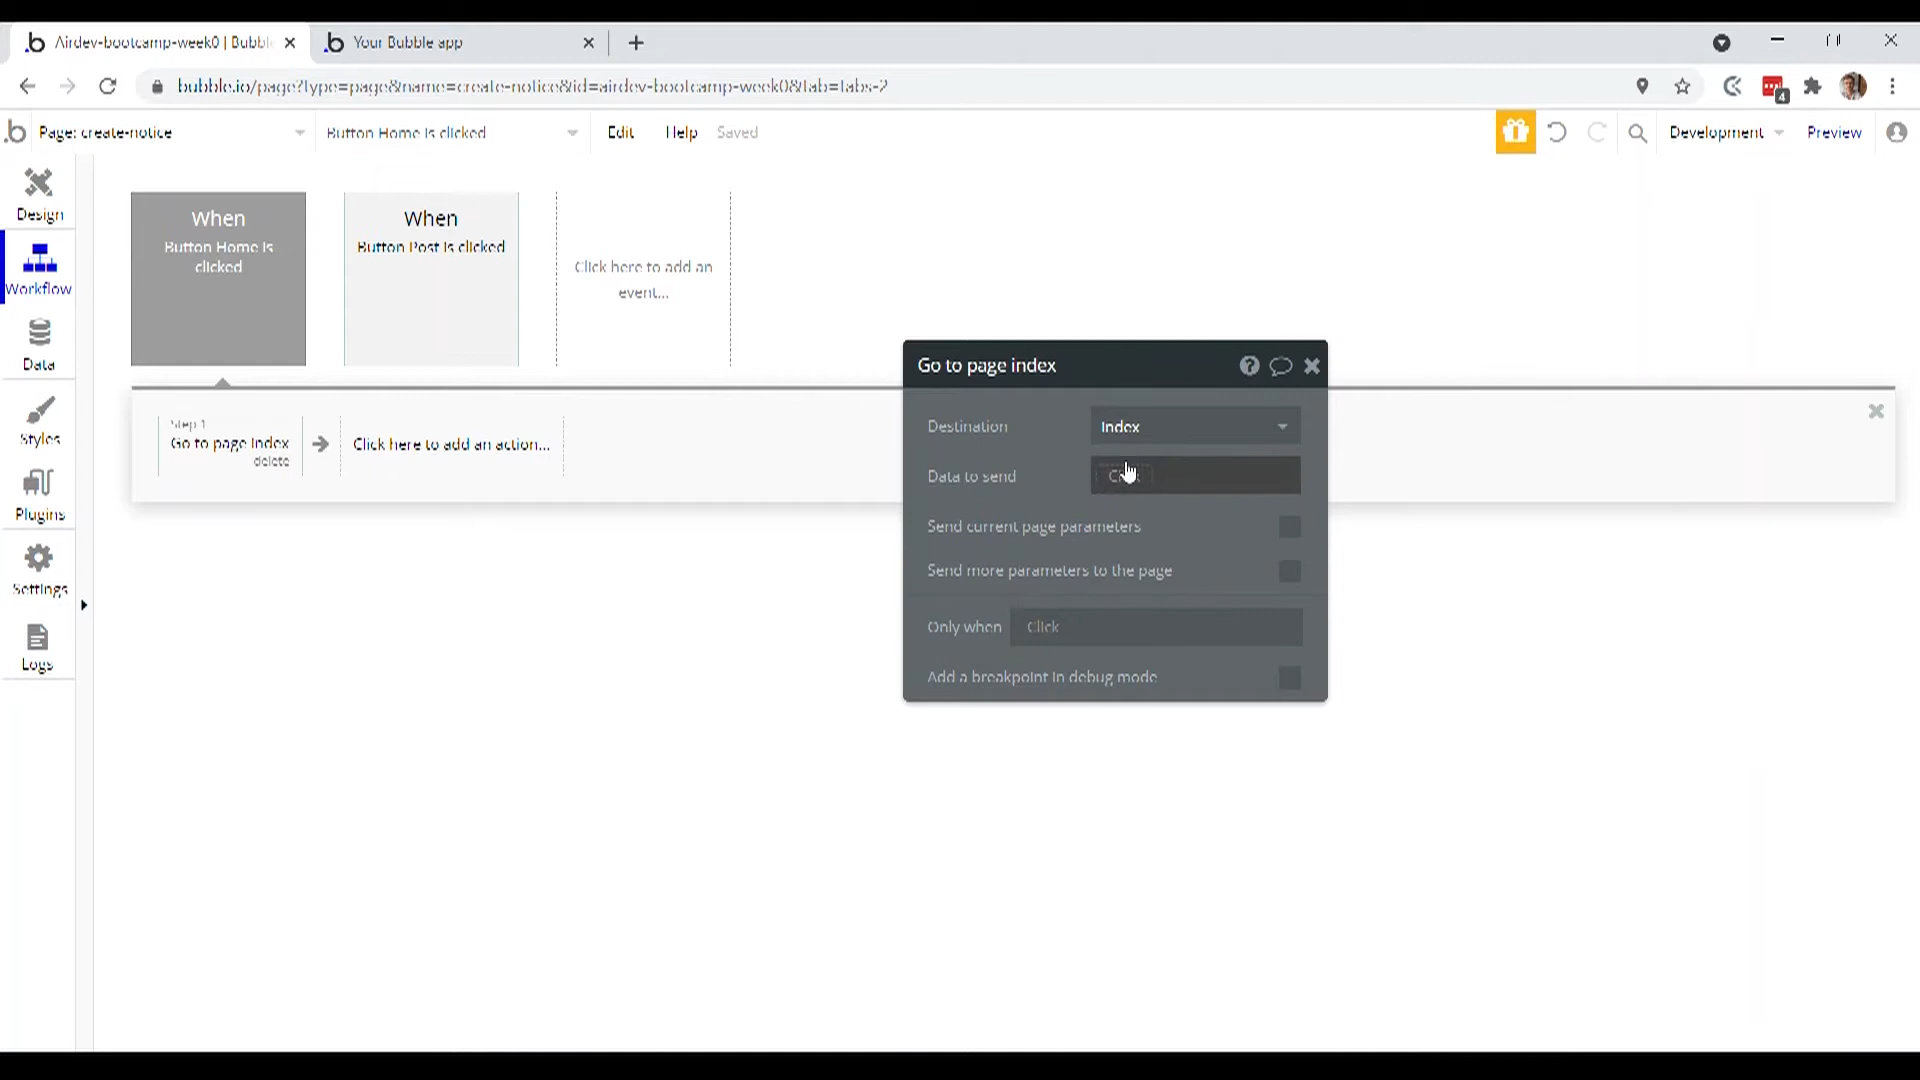 Airdev-bootcamp-week0 | Bubble
Your Bubble app
bubble.io/page?type=page&name=create-notice&id=airdev-bootcamp-week0&tab=tabs-2
4
Page: create-notice
Button Home is clicked
Edit
Help
Saved
Development
Preview
Design
Workflow
Data
Styles
Plugins
Settings
Logs
When
Button Home is
clicked
When
Button Post is clicked
Click here to add an
event...
Step 1
Go to page index
delete
Click here to add an action...
Go to page index
Destination
index
Data to send
Send current page parameters
Send more parameters to the page
Only when
Click
Add a breakpoint in debug mode